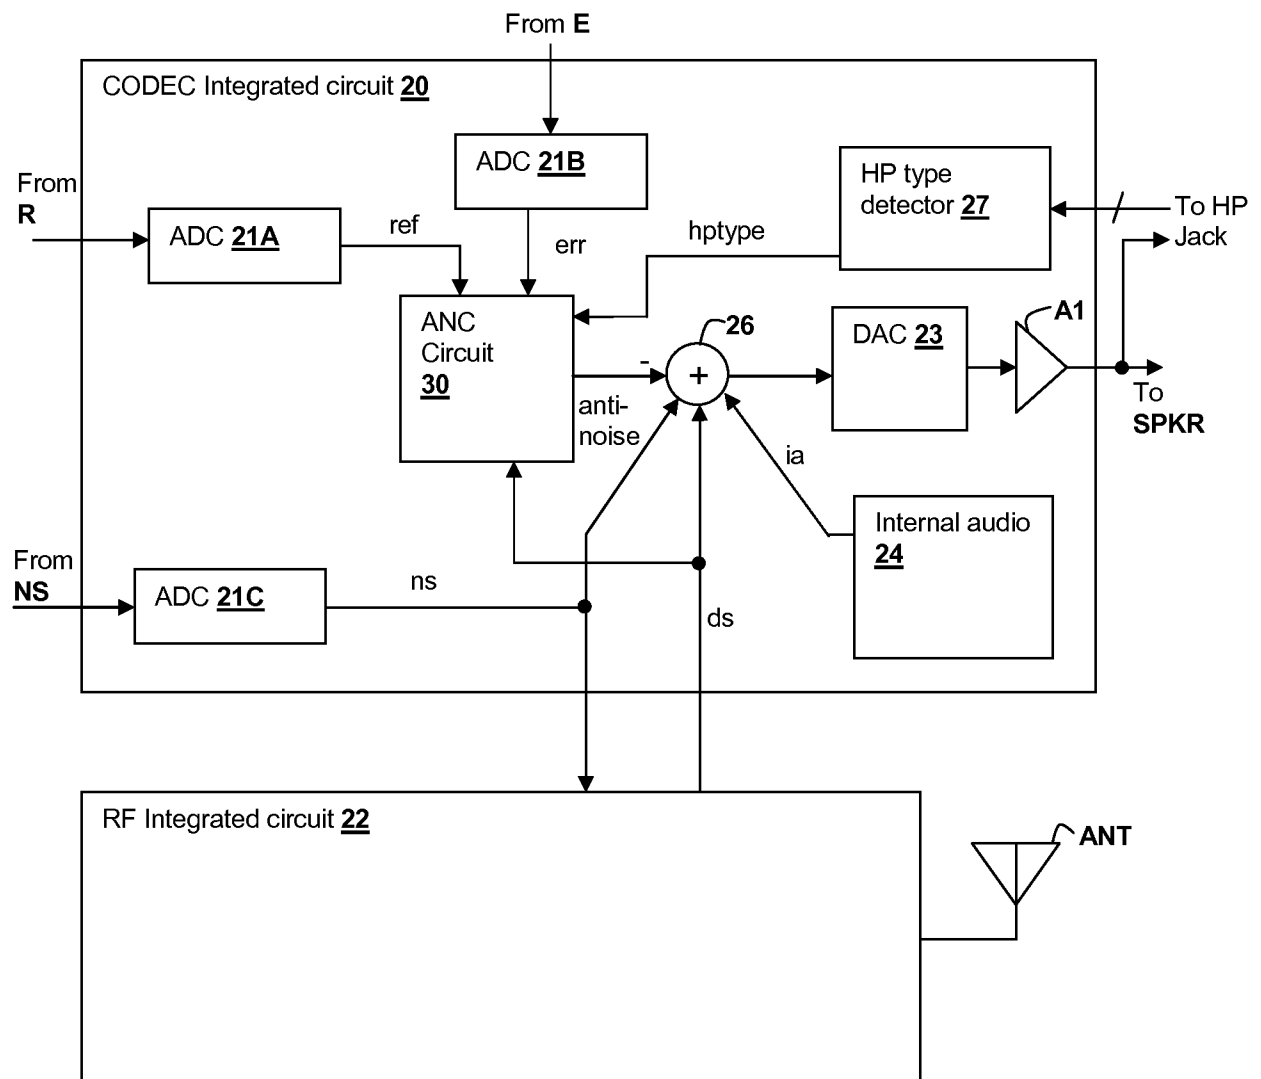 From E
CODEC Integrated circuit 20
ADC 21B
HP type
detector 27
From
R
To HP
Jack
ADC 21A
ref
err
hptype
ANC
Circuit
30
26
A1
DAC 23
-
+
To
SPKR
anti-
noise
ia
Internal audio
24
From
NS
ADC 21C
ns
ds
RF Integrated circuit 22
ANT